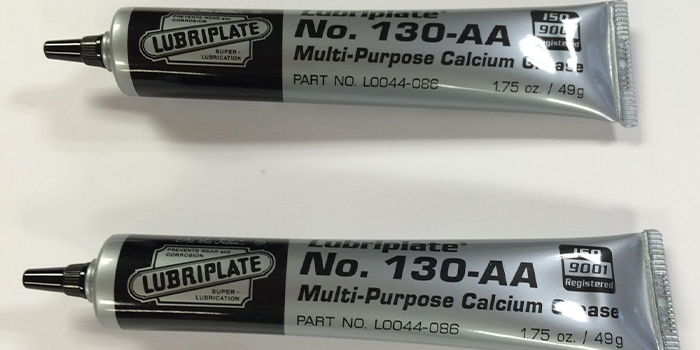 PREVENTS WEAR and
CORROSION
LUBRIPLATE
SUPER-
LUBRICATION
Lubriplate
No. 130-AA
Multi-Purpose Calcium Grease
PART NO. L0044-086
1.75 oz. / 49g
ISO
9001
Registered
PREVENTS WEAR and
CORROSION
LUBRIPLATE
SUPER-
LUBRICATION
Lubriplate®
No. 130-AA
Multi-Purpose Calcium Grease
PART NO. L0044-086
1.75 oz. / 49g
ISO
9001
Registered